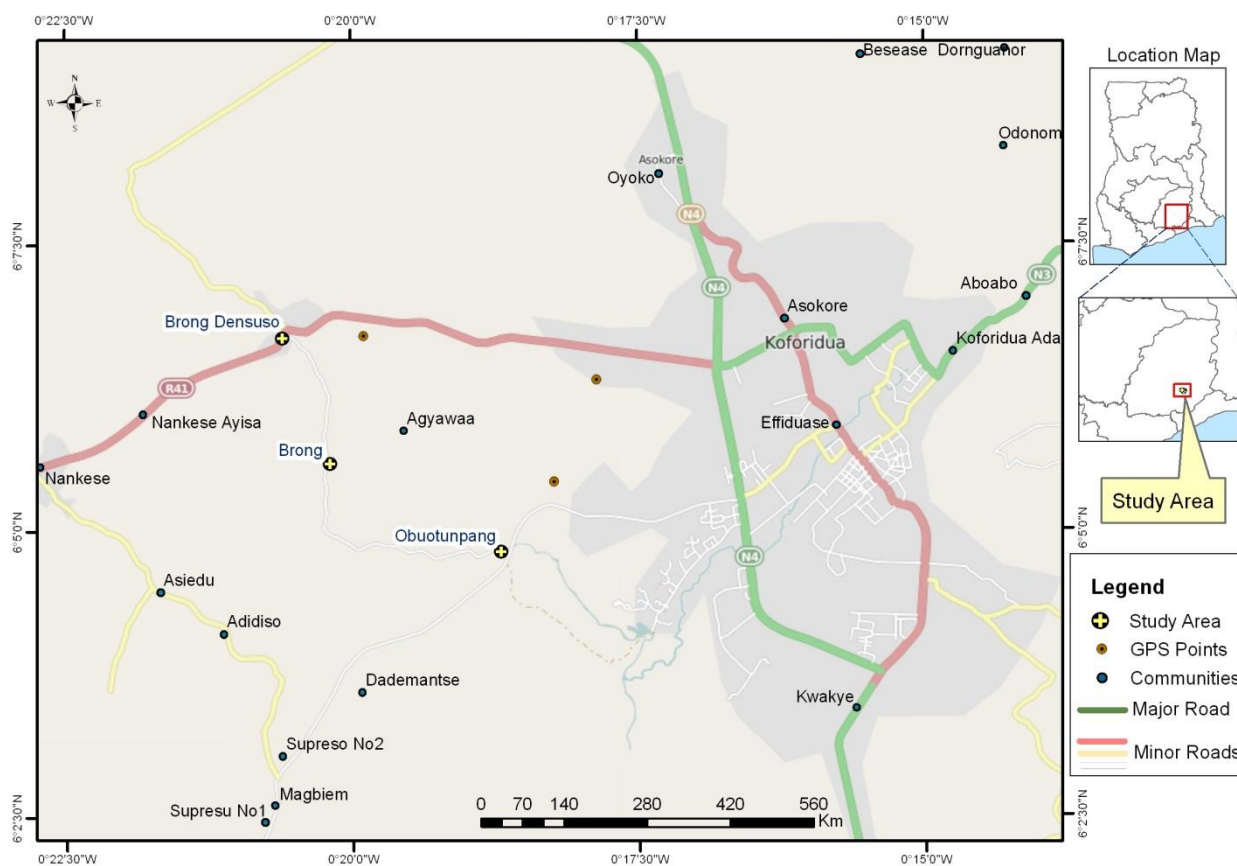 0°22'30"W 0°20'0"W 0°17'30"W 0°15'0"W
N
W E
S
Besease Dornguahor
Odonom
Asokore
Oyoko
N4
6°7'30"N 6°7'30"N
N3
N4
Aboabo
Brong Densuso
Asokore
Koforidua
Koforidua Ada
R41
Nankese Ayisa
Agyawaa
Effiduase
Brong
Nankese
6°5'0"N 6°5'0"N
Obuotunpang
N4
Asiedu
Adidiso
Dademantse
Kwakye
Supreso No2
Magbiem
Supresu No1
0 70 140 280 420 560
Km
6°2'30"N 6°2'30"N
0°22'30"W 0°20'0"W 0°17'30"W 0°15'0"W
Location Map
Study Area
Legend
Study Area
GPS Points
Communities
Major Road
Minor Roads